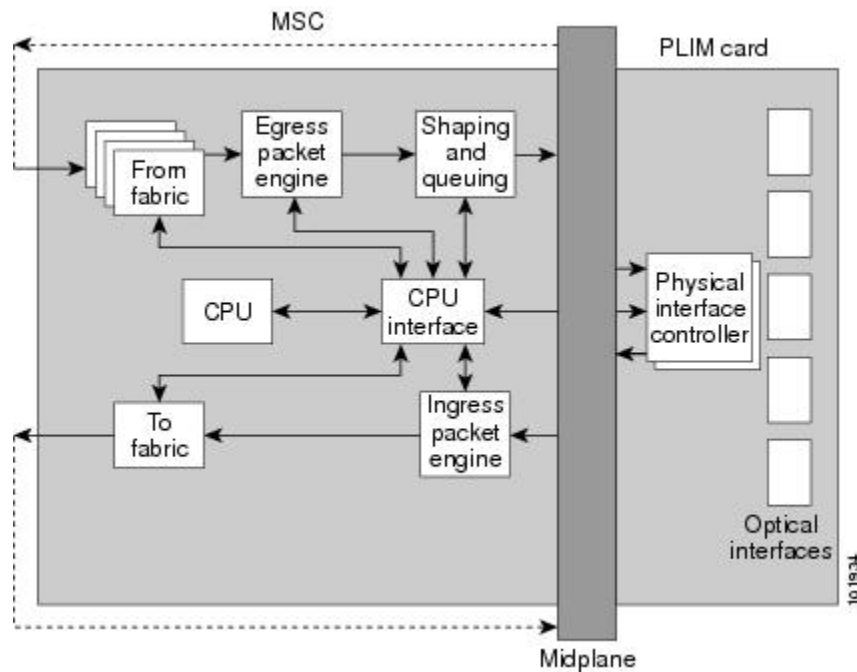 MSC
PLIM card
From
fabric
Egress
packet
engine
Shaping
and
queuing
CPU
CPU
interface
Physical
interface
controller
To
fabric
Ingress
packet
engine
Optical
interfaces
Midplane
101931